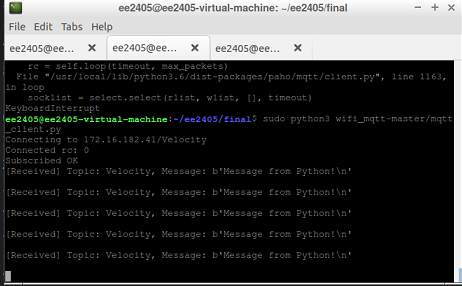 ee2405@ee2405-virtual-machine: ~/ee2405/final
File Edit Tabs Help
ee2405@ee... ee2405@ee... ee2405@ee...
rc = self.loop(timeout, max_packets)
File "/usr/local/lib/python3.6/dist-packages/paho/mqtt/client.py", line 1163,
in loop
socklist = select.select(rlist, wlist, [], timeout)
KeyboardInterrupt
ee2405@ee2405-virtual-machine:~/ee2405/final$ sudo python3 wifi_mqtt-master/mqtt
_client.py
Connecting to 172.16.182.41/Velocity
Connected rc: 0
Subscribed OK
[Received] Topic: Velocity, Message: b'Message from Python!\n'
[Received] Topic: Velocity, Message: b'Message from Python!\n'
[Received] Topic: Velocity, Message: b'Message from Python!\n'
[Received] Topic: Velocity, Message: b'Message from Python!\n'
[Received] Topic: Velocity, Message: b'Message from Python!\n'